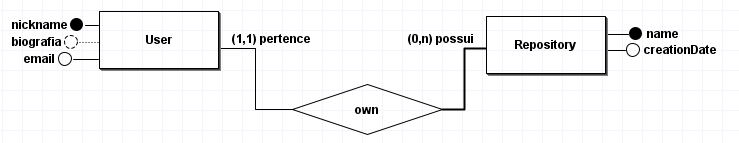 nickname
biografia
email
User
(1,1) pertence
own
(0,n) possui
Repository
name
creationDate